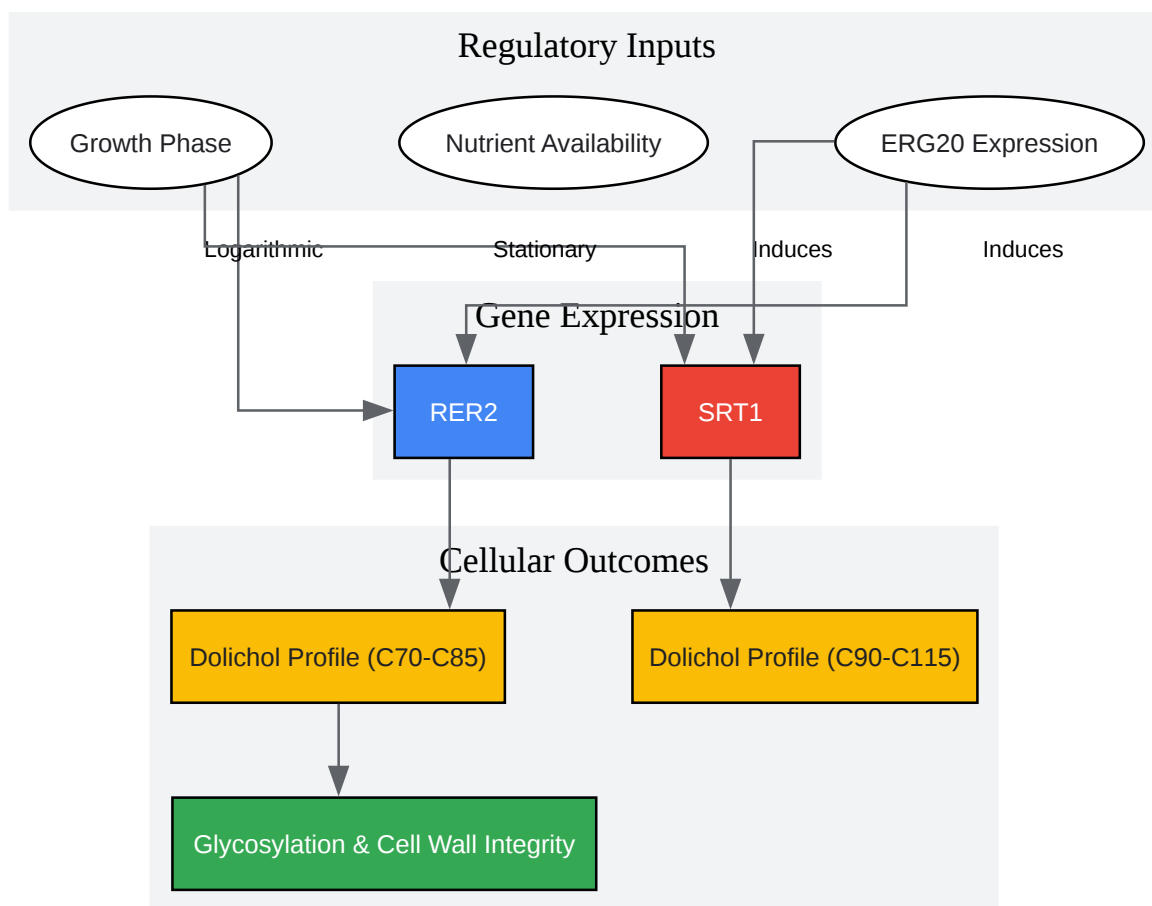 Regulatory Inputs
Growth Phase
Nutrient Availability
ERG20 Expression
Logarithmic
Stationary
Induces
Induces
Gene Expression
RER2
SRT1
Cellular Outcomes
Dolichol Profile (C70-C85)
Dolichol Profile (C90-C115)
Glycosylation & Cell Wall Integrity